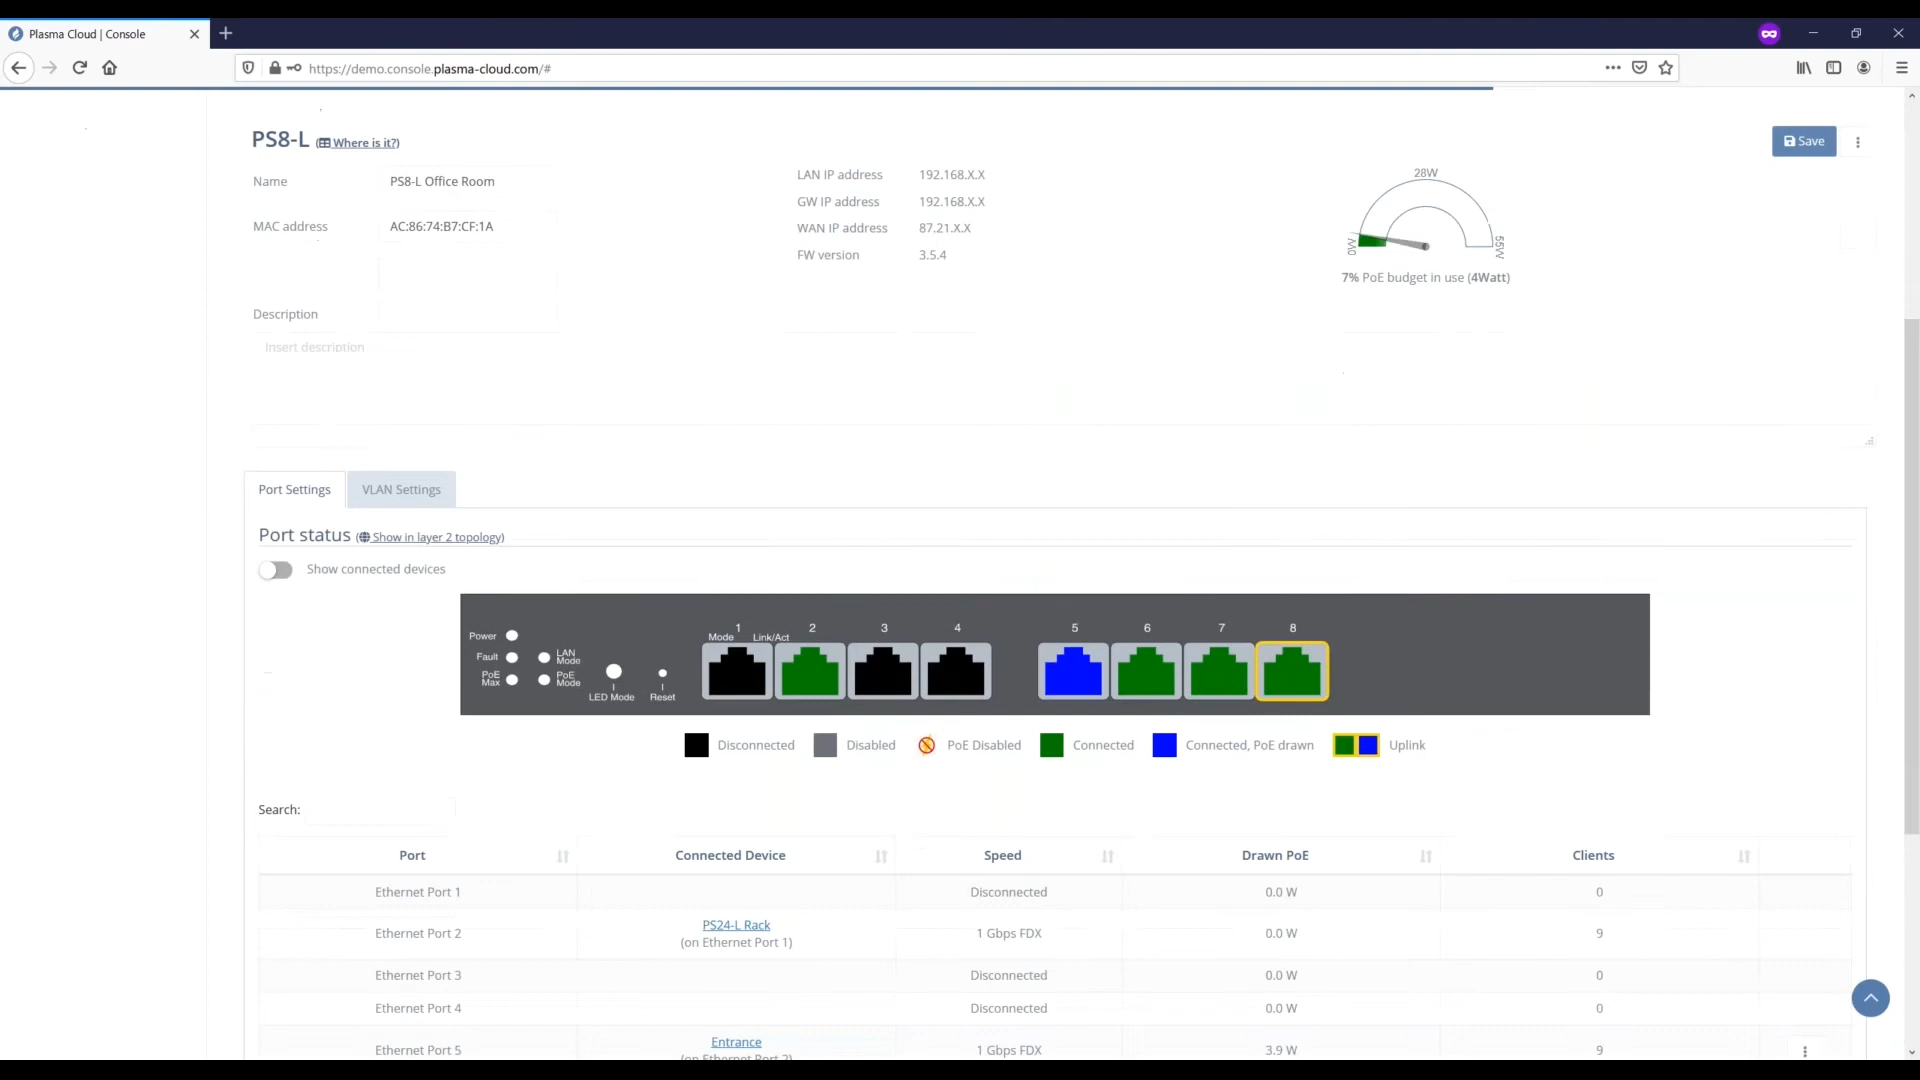 Plasma Cloud | Console
https://demo.console.plasma-cloud.com/#
PS8-L (Where is it?)
Save
Name PS8-L Office Room
MAC address AC:86:74:B7:CF:1A
Description
Insert description
LAN IP address 192.168.X.X
GW IP address 192.168.X.X
WAN IP address 87.21.X.X
FW version 3.5.4
28W
0W
55W
7% PoE budget in use (4Watt)
Port Settings VLAN Settings
Port status (Show in layer 2 topology)
Show connected devices
Power
Fault
PoE Max
LAN Mode
PoE Mode
LED Mode
Reset
1 2 3 4 5 6 7 8
Mode Link/Act
Disconnected Disabled PoE Disabled Connected Connected, PoE drawn Uplink
Search:
Port Connected Device Speed Drawn PoE Clients
Ethernet Port 1 Disconnected 0.0 W 0
Ethernet Port 2 PS24-L Rack (on Ethernet Port 1) 1 Gbps FDX 0.0 W 9
Ethernet Port 3 Disconnected 0.0 W 0
Ethernet Port 4 Disconnected 0.0 W 0
Ethernet Port 5 Entrance (on Ethernet Port 2) 1 Gbps FDX 3.9 W 9